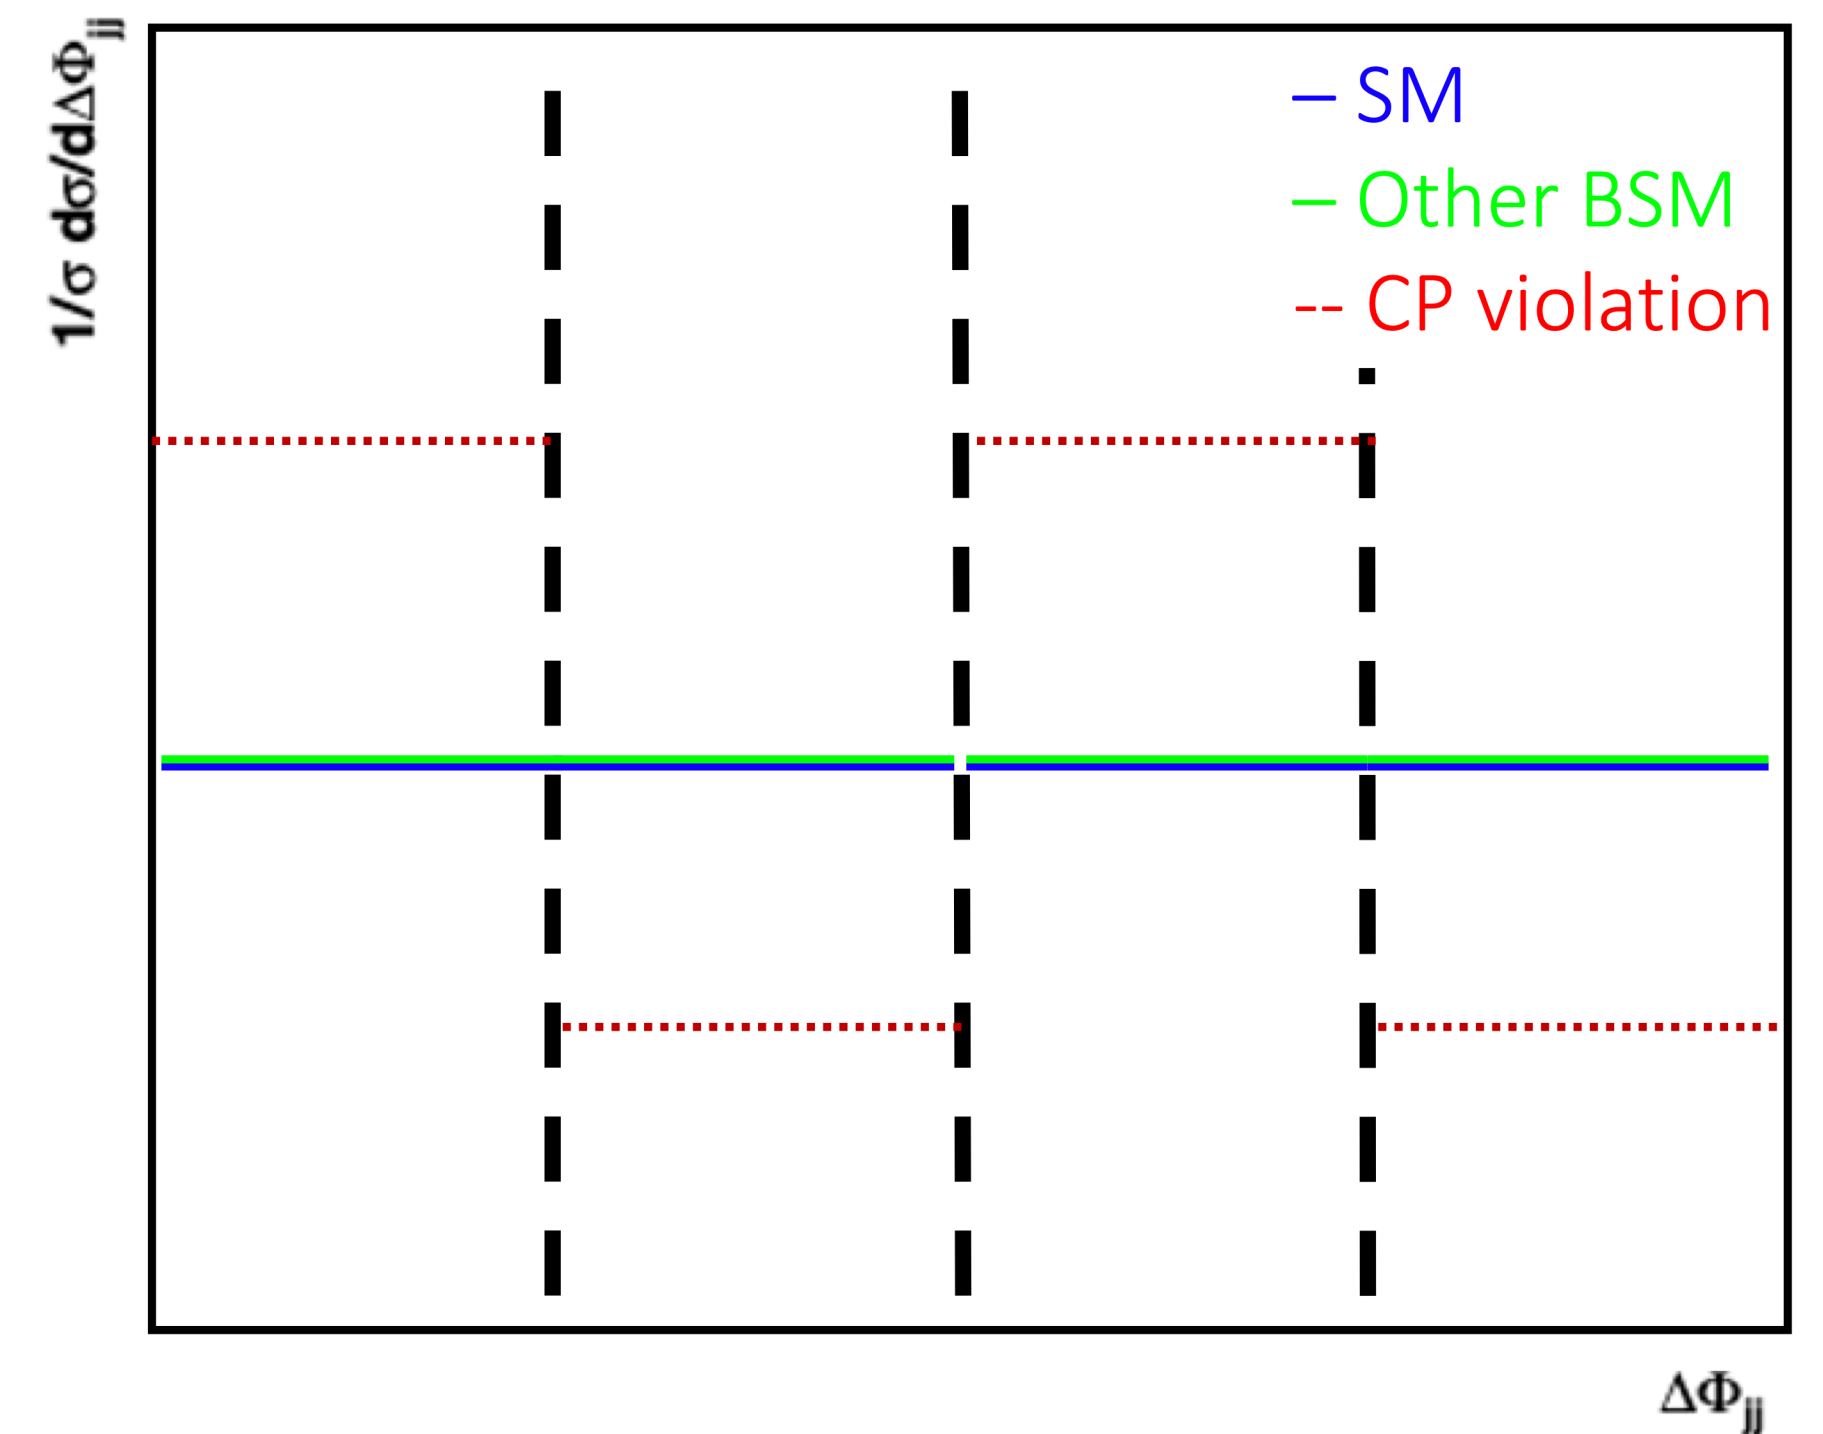 1/σ dσ/dΔΦjj
– SM
– Other BSM
-- CP violation
ΔΦjj